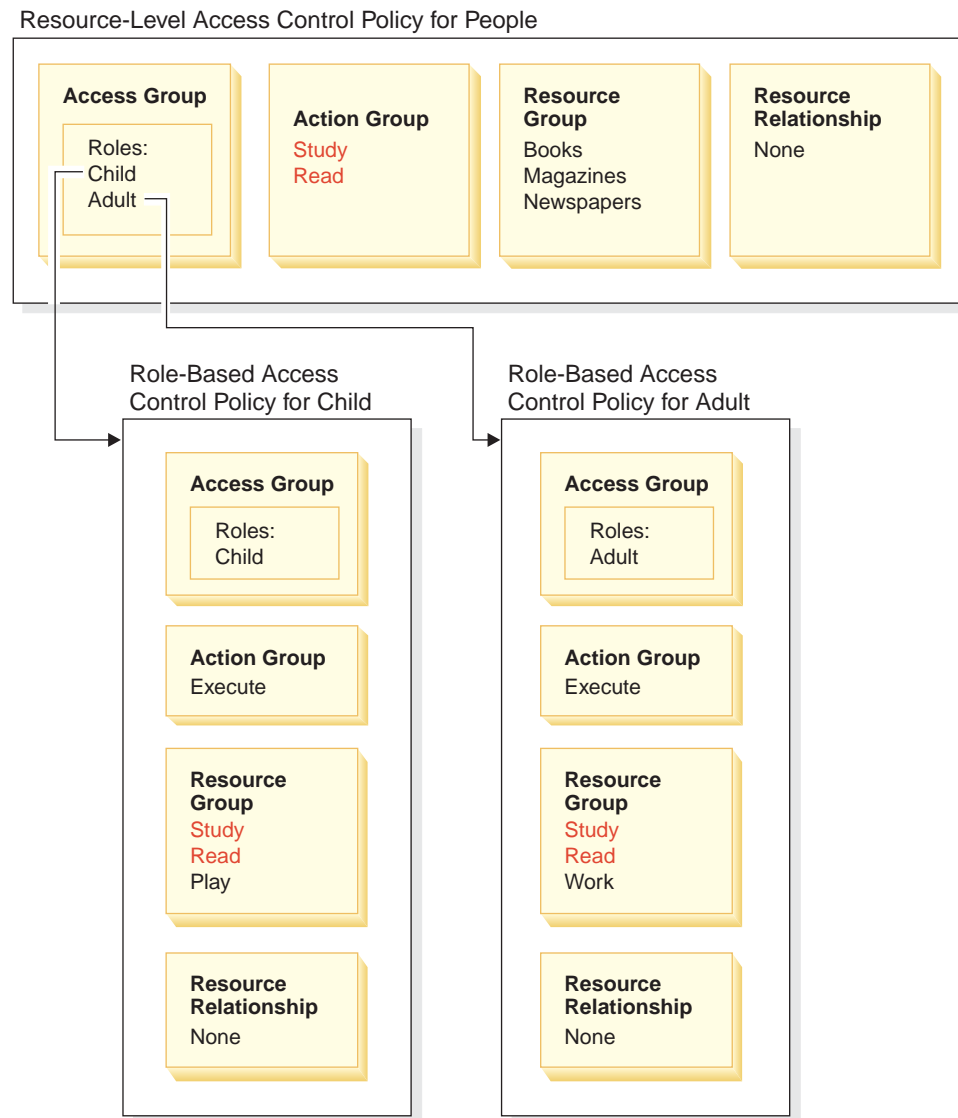 Resource-Level Access Control Policy for People
Access Group
Roles:
Child
Adult
Action Group
Study
Read
Resource
Group
Books
Magazines
Newspapers
Resource
Relationship
None
Role-Based Access
Control Policy for Child
Access Group
Roles:
Child
Action Group
Execute
Resource
Group
Study
Read
Play
Resource
Relationship
None
Role-Based Access
Control Policy for Adult
Access Group
Roles:
Adult
Action Group
Execute
Resource
Group
Study
Read
Work
Resource
Relationship
None